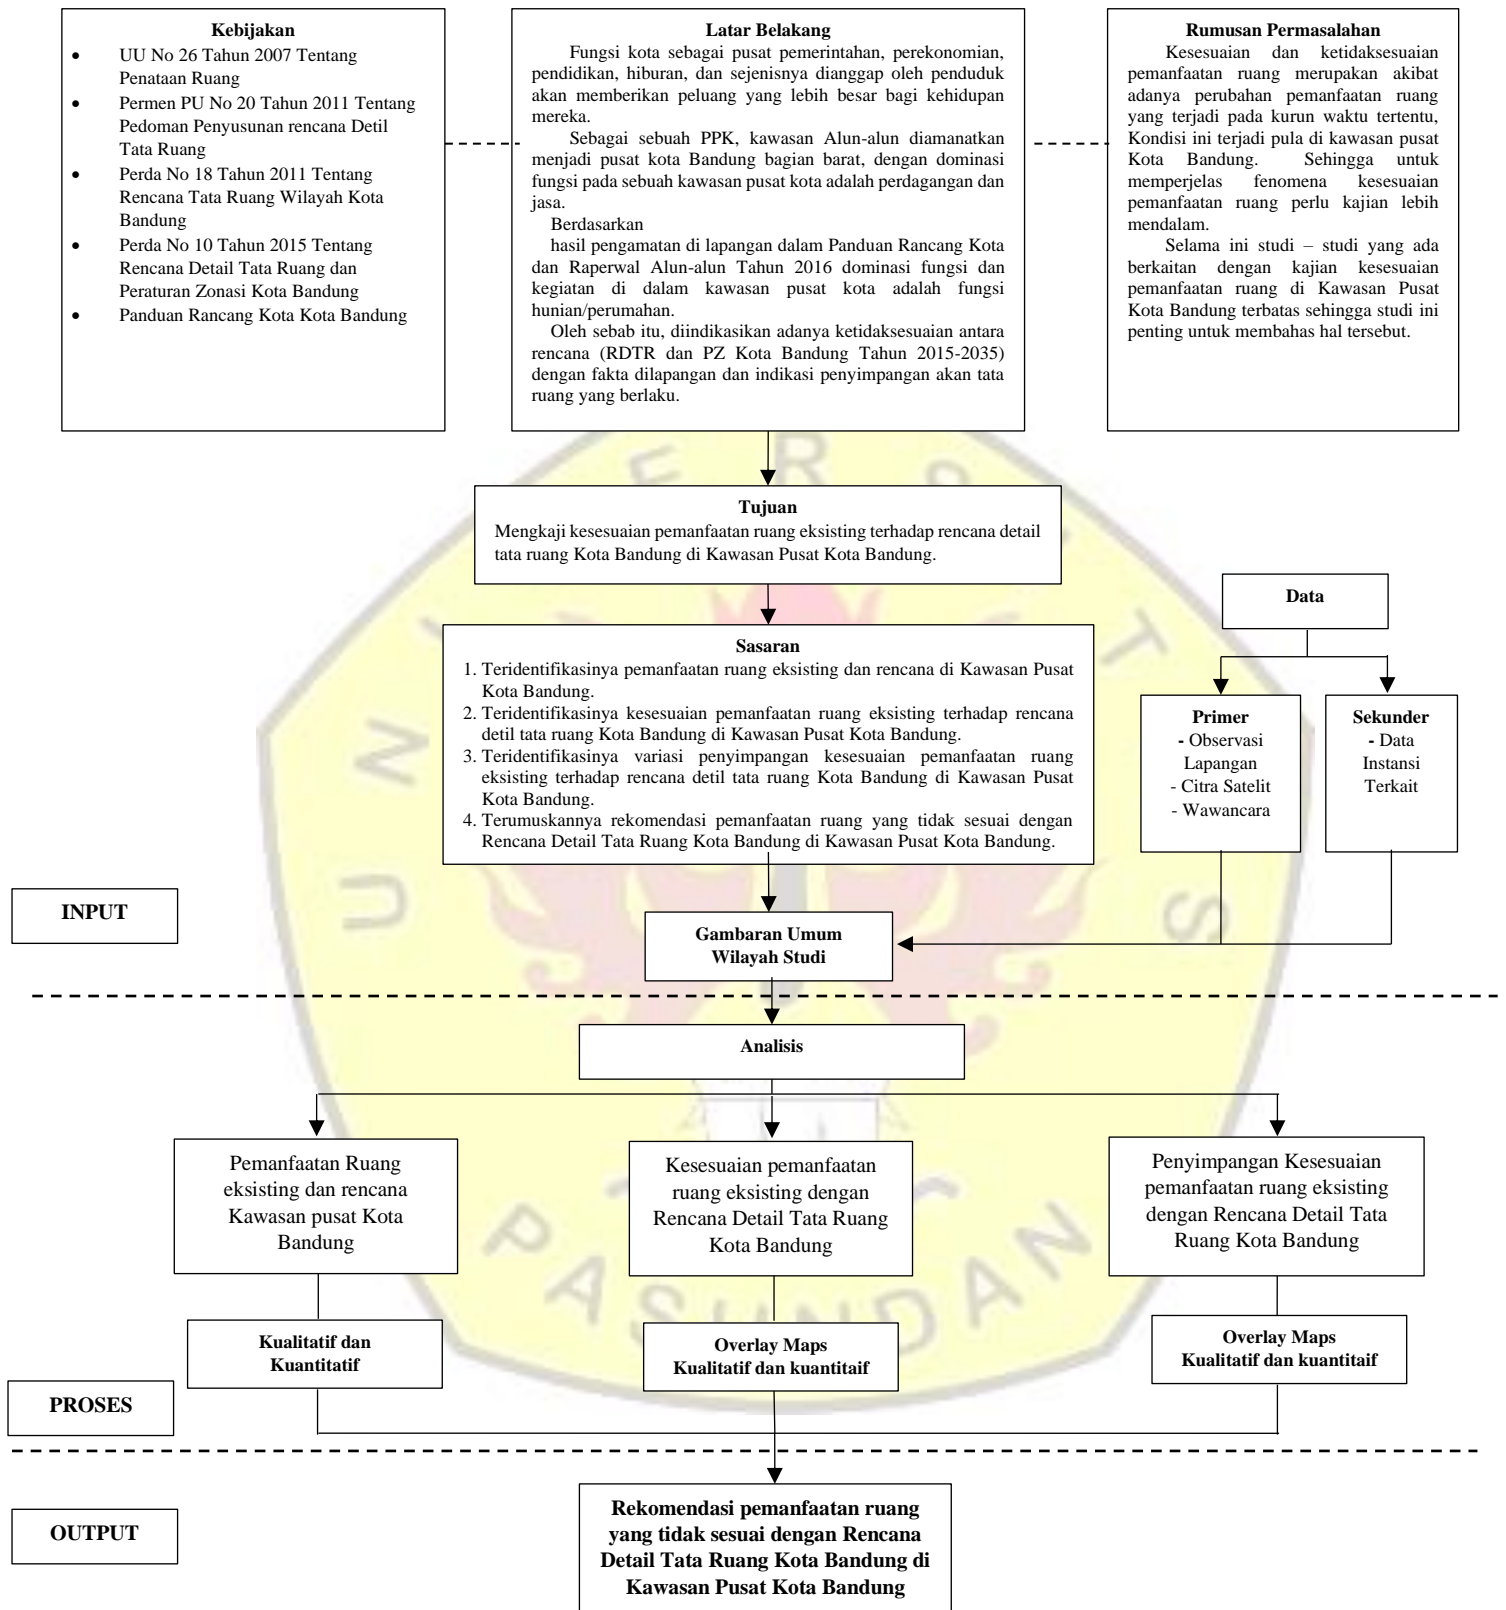 Kebijakan
• UU No 26 Tahun 2007 Tentang
Penataan Ruang
• Permen PU No 20 Tahun 2011 Tentang
Pedoman Penyusunan rencana Detil
Tata Ruang
• Perda No 18 Tahun 2011 Tentang
Rencana Tata Ruang Wilayah Kota
Bandung
• Perda No 10 Tahun 2015 Tentang
Rencana Detail Tata Ruang dan
Peraturan Zonasi Kota Bandung
• Panduan Rancang Kota Kota Bandung
Latar Belakang
Fungsi kota sebagai pusat pemerintahan, perekonomian,
pendidikan, hiburan, dan sejenisnya dianggap oleh penduduk
akan memberikan peluang yang lebih besar bagi kehidupan
mereka.
Sebagai sebuah PPK, kawasan Alun-alun diamanatkan
menjadi pusat kota Bandung bagian barat, dengan dominasi
fungsi pada sebuah kawasan pusat kota adalah perdagangan dan
jasa.
Berdasarkan
hasil pengamatan di lapangan dalam Panduan Rancang Kota
dan Raperwal Alun-alun Tahun 2016 dominasi fungsi dan
kegiatan di dalam kawasan pusat kota adalah fungsi
hunian/perumahan.
Oleh sebab itu, diindikasikan adanya ketidaksesuaian antara
rencana (RDTR dan PZ Kota Bandung Tahun 2015-2035)
dengan fakta dilapangan dan indikasi penyimpangan akan tata
ruang yang berlaku.
Rumusan Permasalahan
Kesesuaian dan ketidaksesuaian
pemanfaatan ruang merupakan akibat
adanya perubahan pemanfaatan ruang
yang terjadi pada kurun waktu tertentu,
Kondisi ini terjadi pula di kawasan pusat
Kota Bandung. Sehingga untuk
memperjelas fenomena kesesuaian
pemanfaatan ruang perlu kajian lebih
mendalam.
Selama ini studi – studi yang ada
berkaitan dengan kajian kesesuaian
pemanfaatan ruang di Kawasan Pusat
Kota Bandung terbatas sehingga studi ini
penting untuk membahas hal tersebut.
Tujuan
Mengkaji kesesuaian pemanfaatan ruang eksisting terhadap rencana detail
tata ruang Kota Bandung di Kawasan Pusat Kota Bandung.
Sasaran
1. Teridentifikasinya pemanfaatan ruang eksisting dan rencana di Kawasan Pusat
Kota Bandung.
2. Teridentifikasinya kesesuaian pemanfaatan ruang eksisting terhadap rencana
detil tata ruang Kota Bandung di Kawasan Pusat Kota Bandung.
3. Teridentifikasinya variasi penyimpangan kesesuaian pemanfaatan ruang
eksisting terhadap rencana detil tata ruang Kota Bandung di Kawasan Pusat
Kota Bandung.
4. Terumuskannya rekomendasi pemanfaatan ruang yang tidak sesuai dengan
Rencana Detail Tata Ruang Kota Bandung di Kawasan Pusat Kota Bandung.
Data
Primer
- Observasi
Lapangan
- Citra Satelit
- Wawancara
Sekunder
- Data
Instansi
Terkait
INPUT
Gambaran Umum
Wilayah Studi
Analisis
Pemanfaatan Ruang
eksisting dan rencana
Kawasan pusat Kota
Bandung
Kesesuaian pemanfaatan
ruang eksisting dengan
Rencana Detail Tata Ruang
Kota Bandung
Penyimpangan Kesesuaian
pemanfaatan ruang eksisting
dengan Rencana Detail Tata
Ruang Kota Bandung
Kualitatif dan
Kuantitatif
Overlay Maps
Kualitatif dan kuantitaif
Overlay Maps
Kualitatif dan kuantitaif
PROSES
OUTPUT
Rekomendasi pemanfaatan ruang
yang tidak sesuai dengan Rencana
Detail Tata Ruang Kota Bandung di
Kawasan Pusat Kota Bandung
PASUNDAN